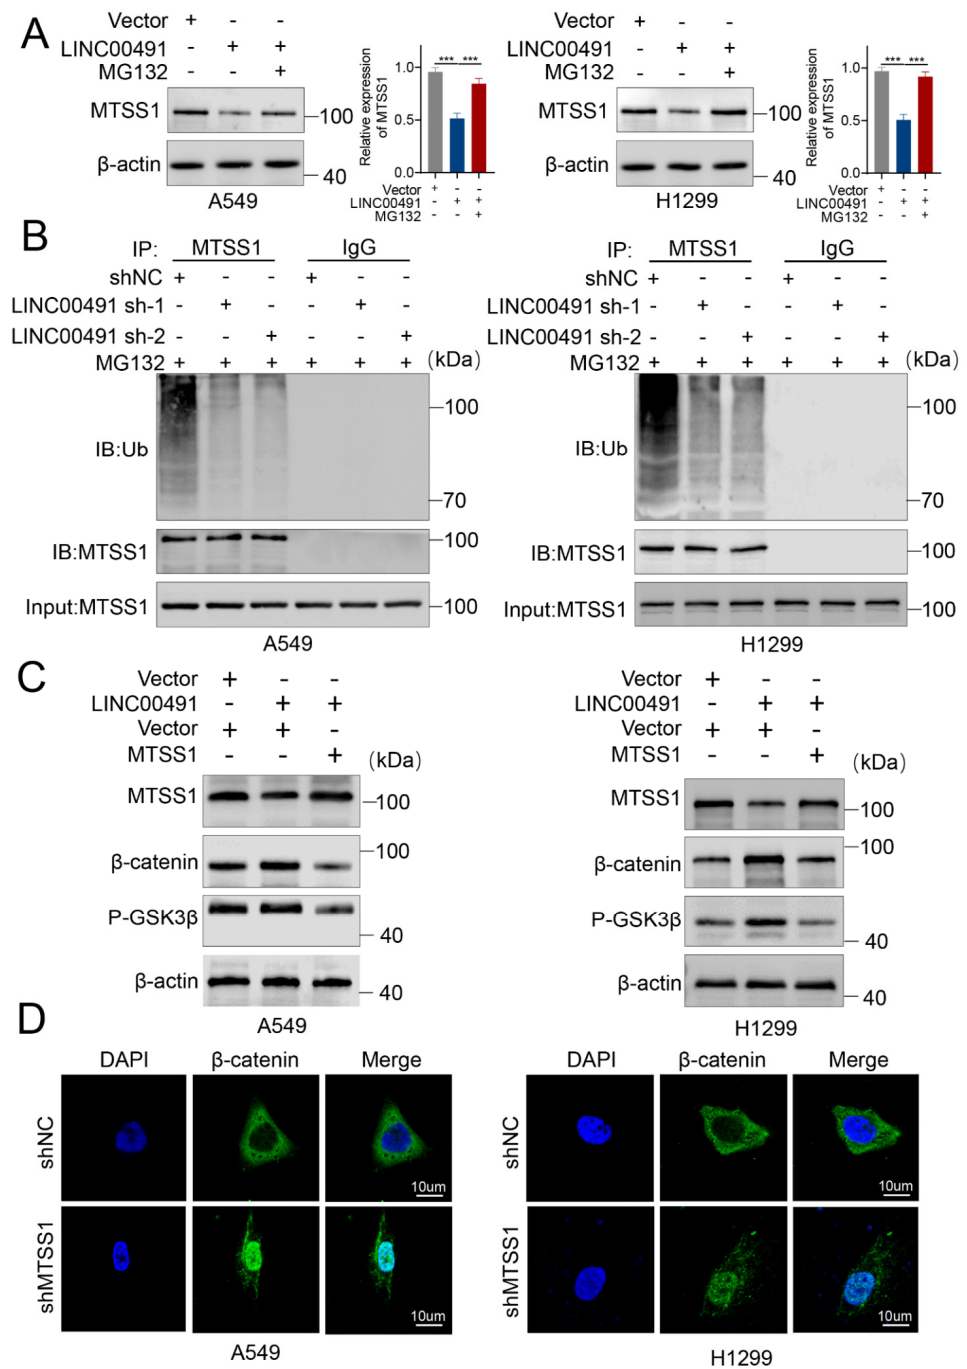 A
Vector + - -
LINC00491 - + +
MG132 - - +
MTSS1
100
β-actin
40
A549
Relative expression
of MTSS1
1.0
0.5
0.0
*** ***
Vector + - -
LINC00491 - + +
MG132 - - +
Vector + - -
LINC00491 - + +
MG132 - - +
MTSS1
100
β-actin
40
H1299
Relative expression
of MTSS1
1.0
0.5
0.0
*** ***
Vector + - -
LINC00491 - + +
MG132 - - +
B
IP: MTSS1 IgG
shNC + - - + - -
LINC00491 sh-1 - + - - + -
LINC00491 sh-2 - - + - - +
MG132 + + + + + + (kDa)
IB:Ub
100
70
IB:MTSS1
100
Input:MTSS1
100
A549
IP: MTSS1 IgG
shNC + - - + - -
LINC00491 sh-1 - + - - + -
LINC00491 sh-2 - - + - - +
MG132 + + + + + + (kDa)
IB:Ub
100
70
IB:MTSS1
100
Input:MTSS1
100
H1299
C
Vector + - -
LINC00491 - + +
Vector + + -
MTSS1 - - + (kDa)
MTSS1
100
β-catenin
100
P-GSK3β
40
β-actin
40
A549
Vector + - -
LINC00491 - + +
Vector + + -
MTSS1 - - + (kDa)
MTSS1
100
β-catenin
100
P-GSK3β
40
β-actin
40
H1299
D
DAPI β-catenin Merge
shNC
10um
shMTSS1
10um
A549
DAPI β-catenin Merge
shNC
10um
shMTSS1
10um
H1299